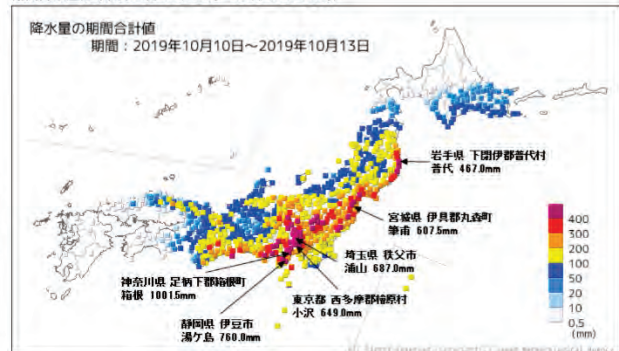 降水量の期間合計値
期間：2019年10月10日～2019年10月13日
岩手県 下閉伊郡普代村
普代 467.0mm
宮城県 伊具郡丸森町
筆甫 607.5mm
埼玉県 秩父市
浦山 687.0mm
神奈川県 足柄下郡箱根町
箱根 1001.5mm
東京都 西多摩郡檜原村
小沢 649.0mm
静岡県 伊豆市
湯ケ島 760.0mm
400
300
200
100
50
20
10
0.5
(mm)